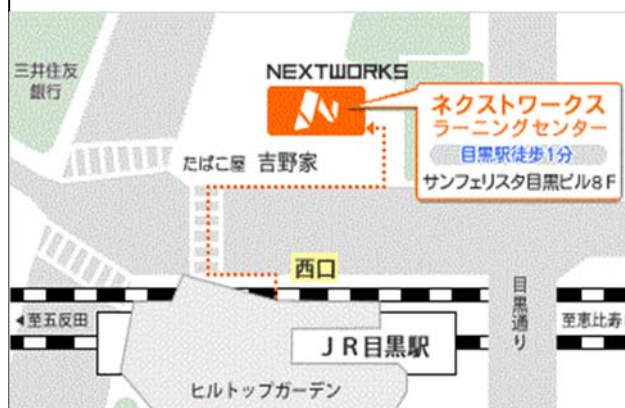 三井住友
銀行
NEXTWORKS
ネクストワークス
ラーニングセンター
目黒駅徒歩1分
サンフェリスタ目黒ビル8F
たばこ屋 吉野家
西口
目黒通り
◀至五反田
至恵比寿
JR目黒駅
ヒルトップガーデン